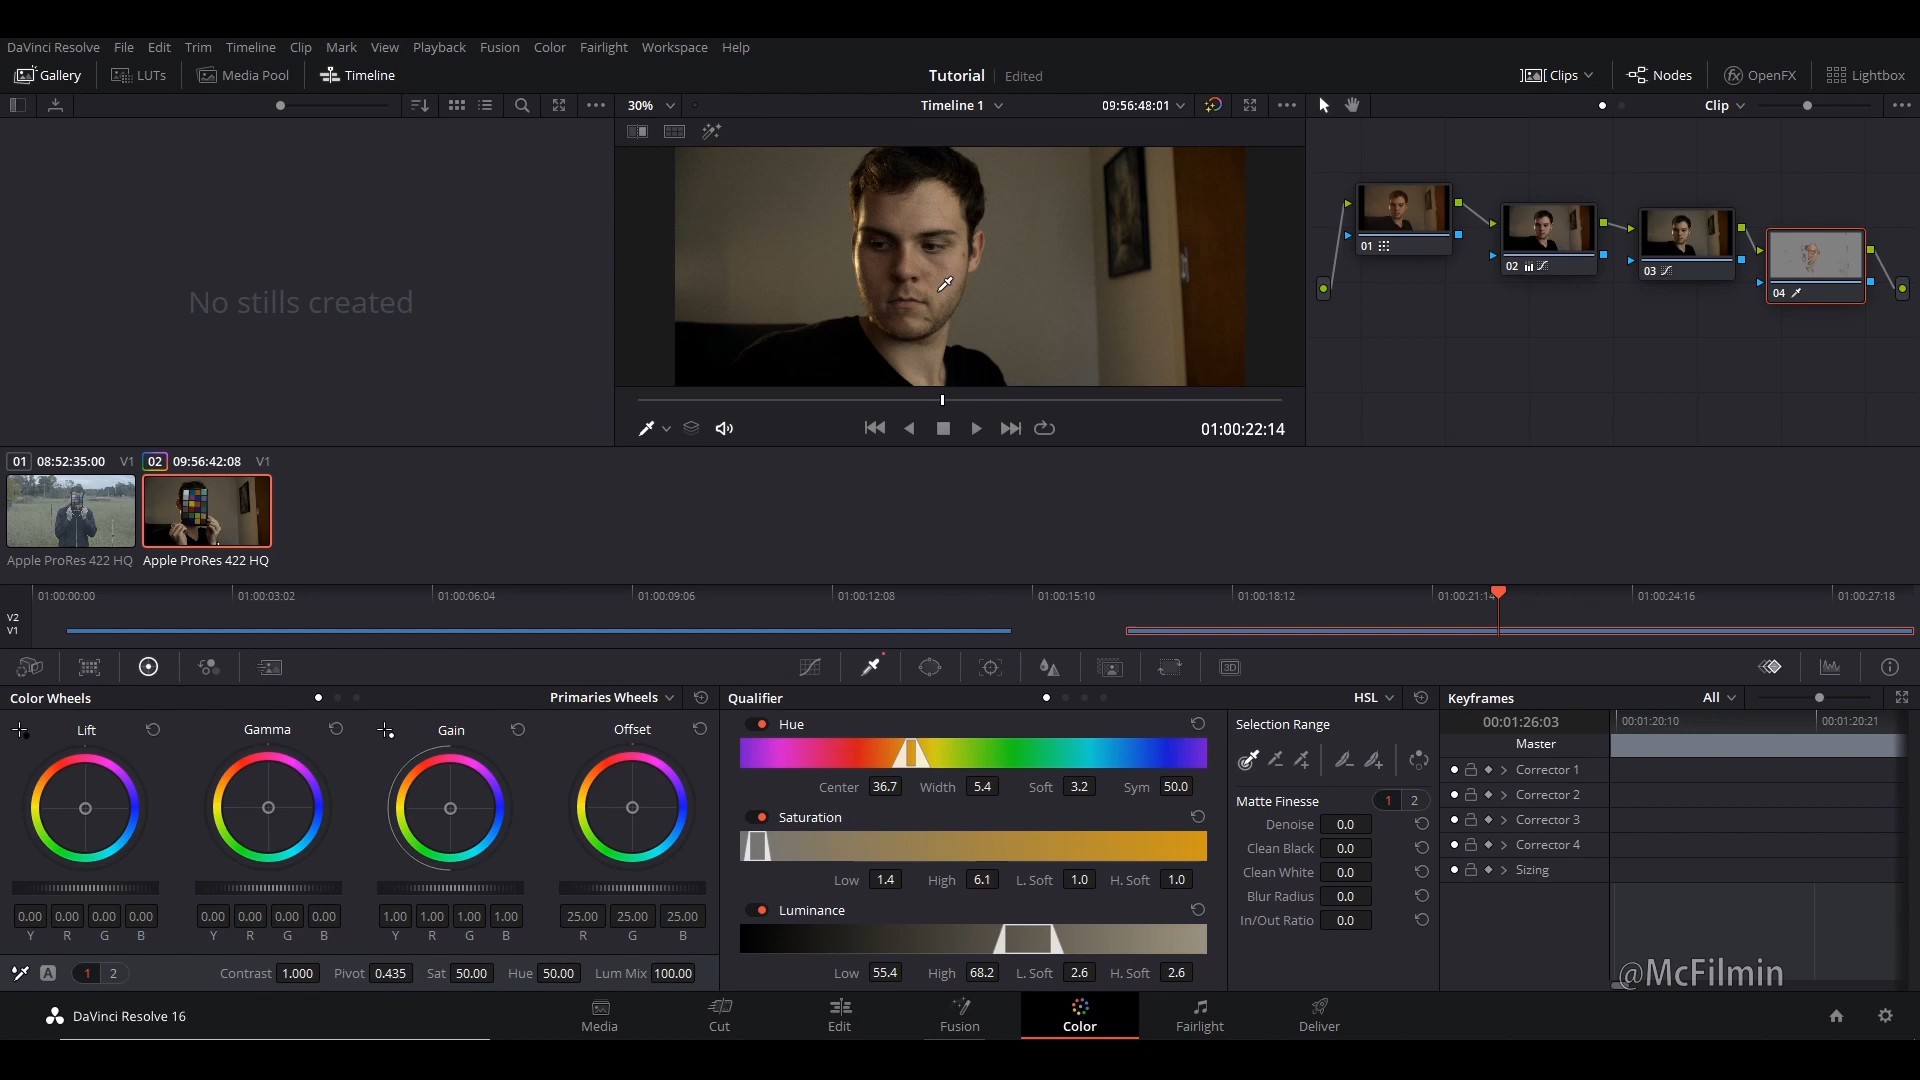 DaVinci Resolve File Edit Trim Timeline Clip Mark View Playback Fusion Color Fairlight Workspace Help
Gallery LUTs Media Pool Timeline Tutorial Edited Clips Nodes OpenFX Lightbox
30% Timeline 1 09:56:48:01 Clip
No stills created
01
02
03
04
01:00:22:14
01 08:52:35:00 V1 02 09:56:42:08 V1
Apple ProRes 422 HQ Apple ProRes 422 HQ
01:00:00:00 01:00:03:02 01:00:06:04 01:00:09:06 01:00:12:08 01:00:15:10 01:00:18:12 01:00:21:14 01:00:24:16 01:00:27:18
V2
V1
3D
Color Wheels Primaries Wheels
Lift Gamma Gain Offset
0.00 0.00 0.00 0.00 0.00 0.00 0.00 0.00 1.00 1.00 1.00 1.00 25.00 25.00 25.00
Y R G B Y R G B Y R G B R G B
A 1 2 Contrast 1.000 Pivot 0.435 Sat 50.00 Hue 50.00 Lum Mix 100.00
Qualifier HSL
Hue
Center 36.7 Width 5.4 Soft 3.2 Sym 50.0
Saturation
Low 1.4 High 6.1 L. Soft 1.0 H. Soft 1.0
Luminance
Low 55.4 High 68.2 L. Soft 2.6 H. Soft 2.6
Selection Range
Matte Finesse 1 2
Denoise 0.0
Clean Black 0.0
Clean White 0.0
Blur Radius 0.0
In/Out Ratio 0.0
Keyframes All
00:01:26:03 00:01:20:10 00:01:20:21
Master
Corrector 1
Corrector 2
Corrector 3
Corrector 4
Sizing
@McFilmin
DaVinci Resolve 16 Media Cut Edit Fusion Color Fairlight Deliver